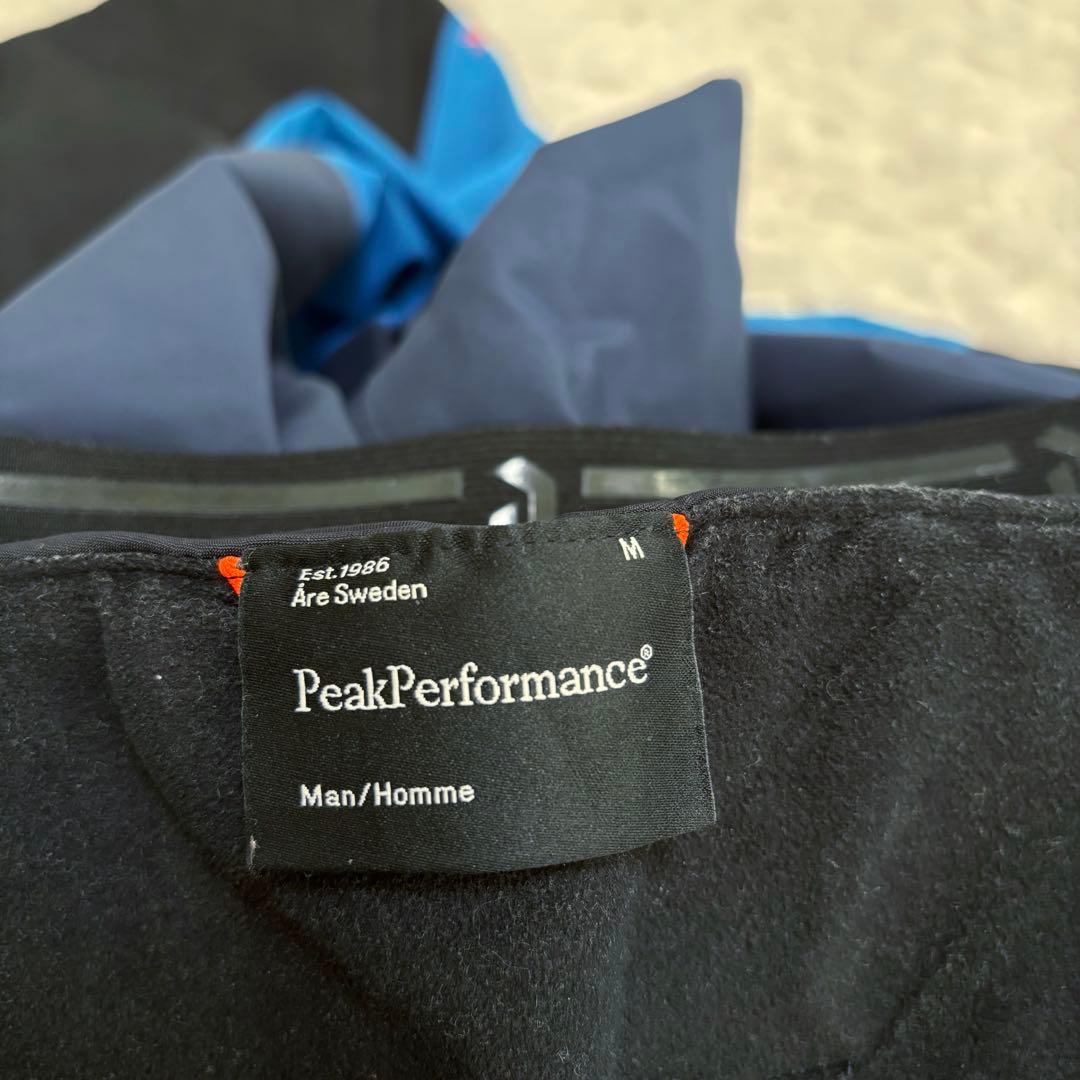 Est.1986
Åre Sweden
M
PeakPerformance®
Man/Homme